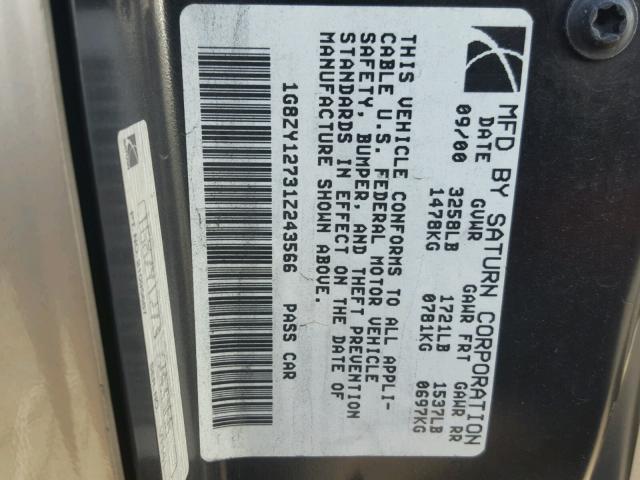 MFD BY SATURN CORPORATION
DATE GVWR GAWR FRT GAWR RR
09/00 3258LB 1721LB 1537LB
1478KG 0781KG 0697KG
THIS VEHICLE CONFORMS TO ALL APPLI-
CABLE U.S. FEDERAL MOTOR VEHICLE
SAFETY, BUMPER, AND THEFT PREVENTION
STANDARDS IN EFFECT ON THE DATE OF
MANUFACTURE SHOWN ABOVE.
1G8ZY12731Z243566 PASS CAR